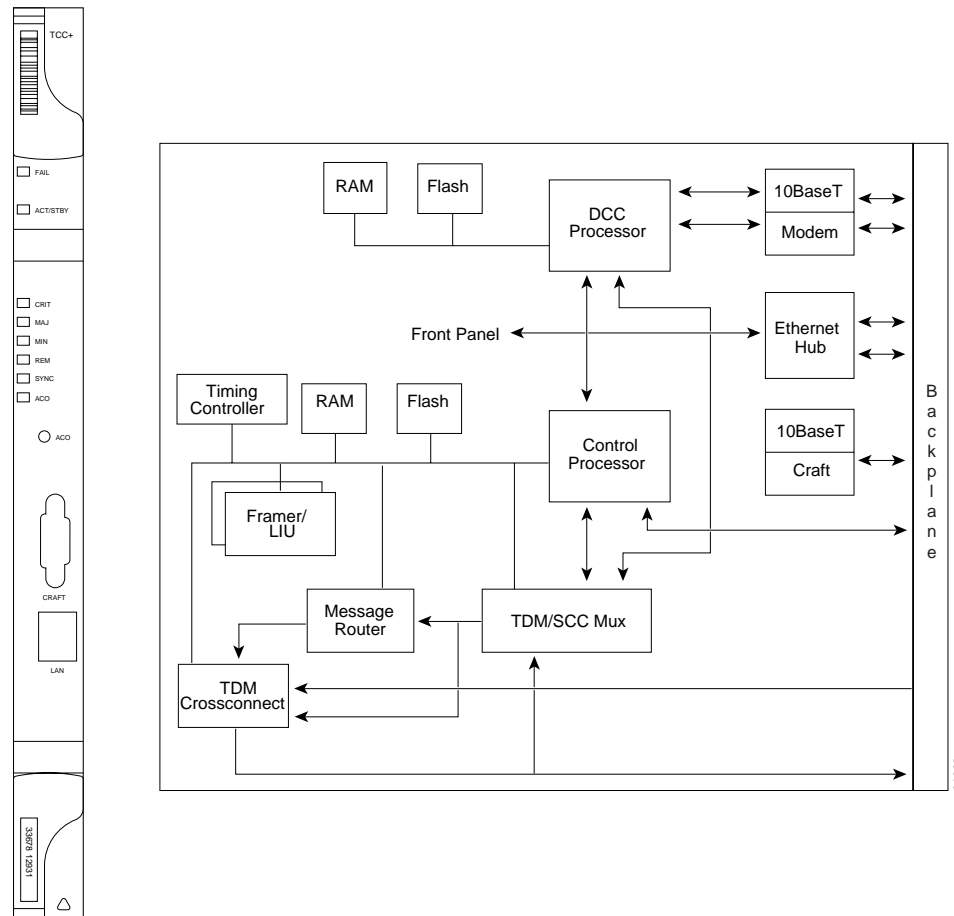 TCC+
FAIL
ACT/STBY
CRIT
MAJ
MIN
REM
SYNC
ACO
ACO
CRAFT
LAN
33678 12931
RAM
Flash
DCC
Processor
10BaseT
Modem
Front Panel
Ethernet
Hub
Timing
Controller
RAM
Flash
Control
Processor
10BaseT
Craft
Framer/
LIU
Message
Router
TDM/SCC Mux
TDM
Crossconnect
Backplane